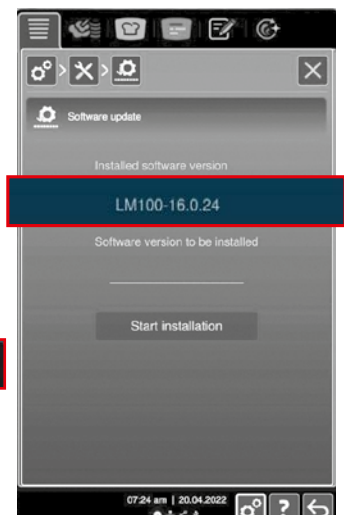 Software update
Installed software version
LM100-16.0.24
Software version to be installed
Start installation
07:24 am | 20.04.2022
?